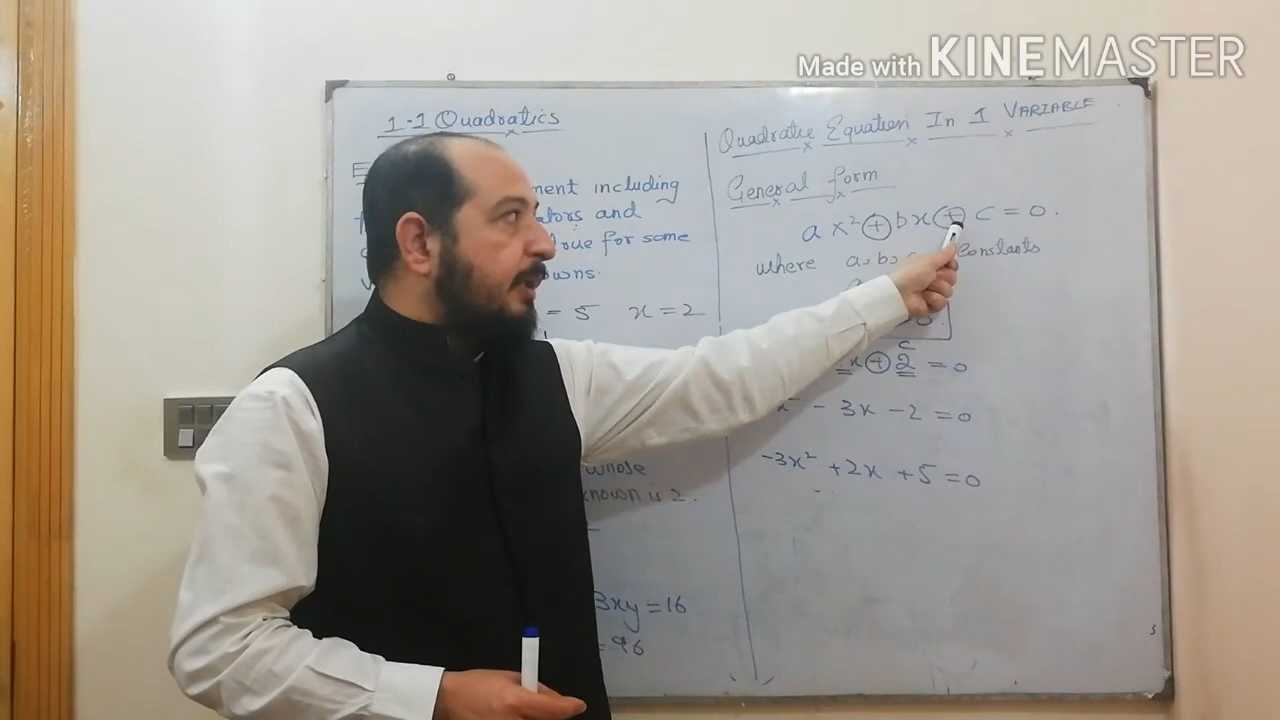 Made with KINEMASTER
1.1 Quadratics
ment including
ators and
rue for some
owns.
= 5 x = 2
whose
known is 2.
3xy = 16
= 96
Quadratic Equation In 1 VARIABLE
General form
a x² + bx + c = 0.
where a, b, Constants
c
x + 2 = 0
- 3x - 2 = 0
-3x² + 2x + 5 = 0